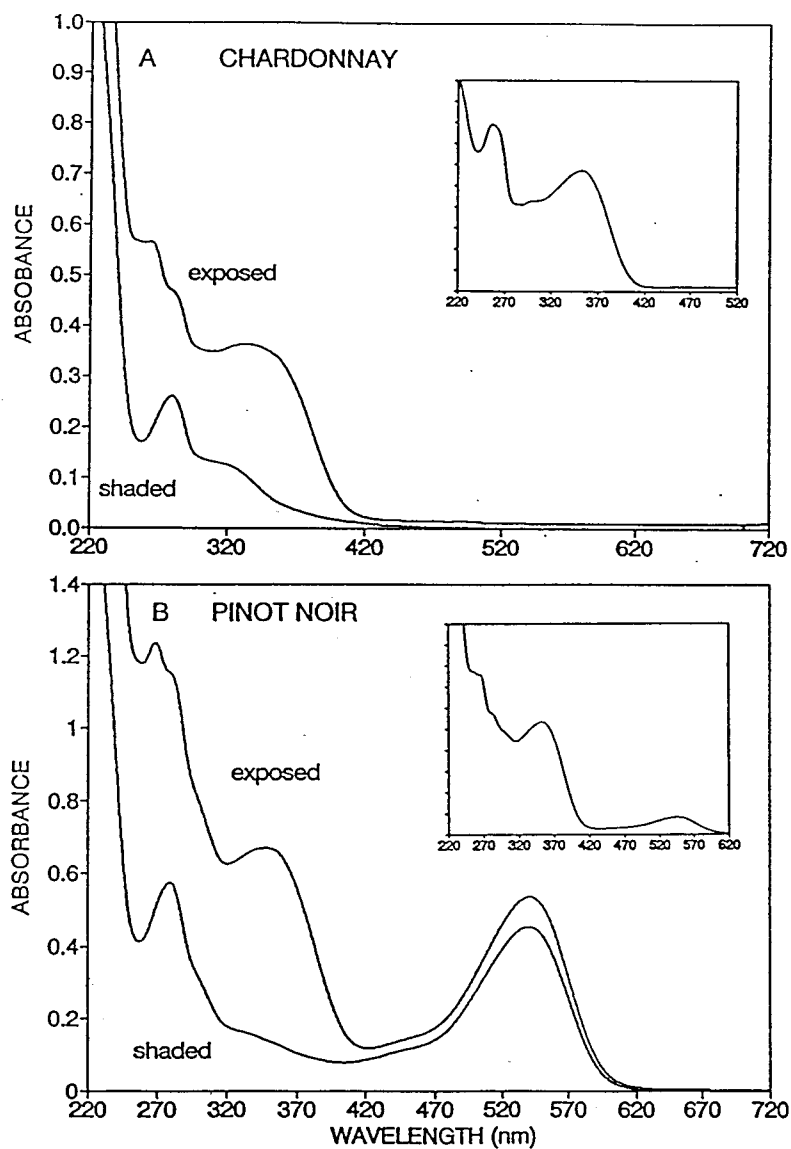 A CHARDONNAY
1.0
0.9
0.8
0.7
0.6
0.5
0.4
0.3
0.2
0.1
0.0
ABSOBANCE
exposed
shaded
220 320 420 520 620 720
220 270 320 370 420 470 520
B PINOT NOIR
1.4
1.2
1
0.8
0.6
0.4
0.2
0
ABSORBANCE
exposed
shaded
220 270 320 370 420 470 520 570 620 670 720
220 270 320 370 420 470 520 570 620
WAVELENGTH (nm)